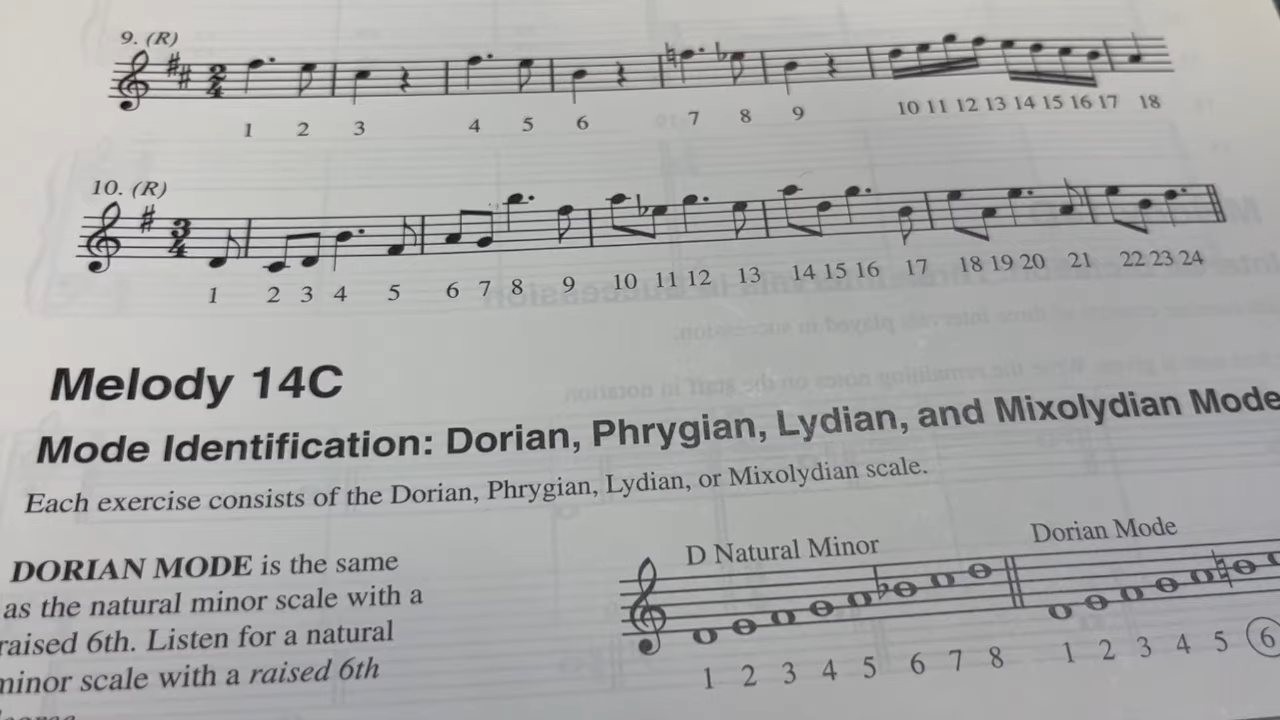 9. (R)
2
4
1 2 3 4 5 6 7 8 9 10 11 12 13 14 15 16 17 18
10. (R)
3
4
1 2 3 4 5 6 7 8 9 10 11 12 13 14 15 16 17 18 19 20 21 22 23 24
Melody 14C
Mode Identification: Dorian, Phrygian, Lydian, and Mixolydian Mode
Each exercise consists of the Dorian, Phrygian, Lydian, or Mixolydian scale.
DORIAN MODE is the same
as the natural minor scale with a
raised 6th. Listen for a natural
minor scale with a raised 6th
D Natural Minor
Dorian Mode
1 2 3 4 5 6 7 8
1 2 3 4 5 6